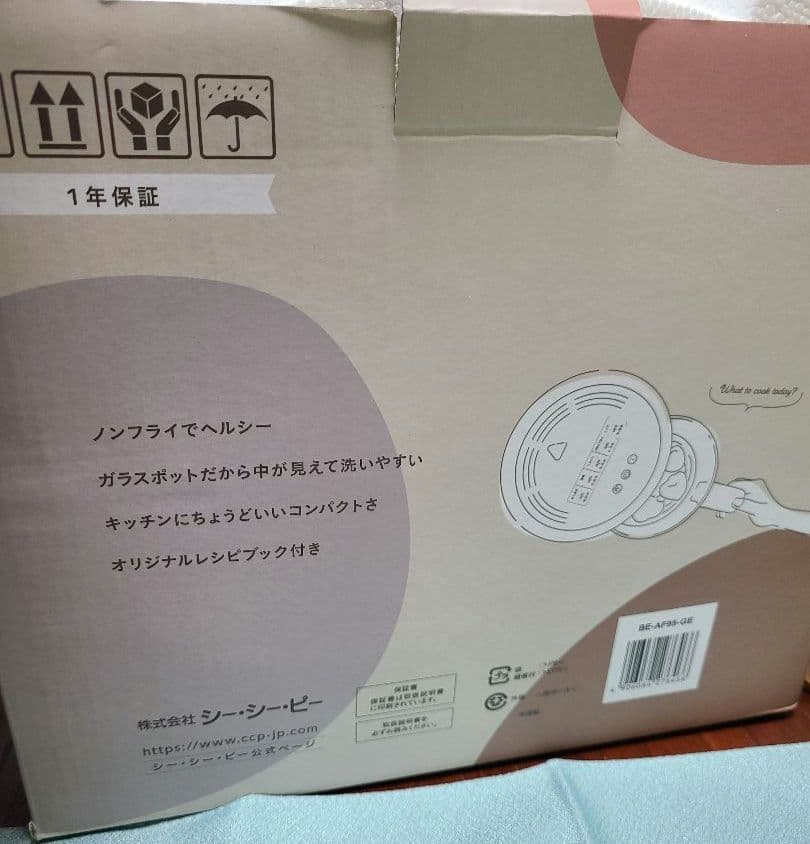 1年保証
What to cook today?
ノンフライでヘルシー
ガラスポットだから中が見えて洗いやすい
キッチンにちょうどいいコンパクトさ
オリジナルレシピブック付き
BE-AF95-GE
株式会社 シー・シー・ピー
https://www.ccp-jp.com
シー・シー・ピー公式ページ